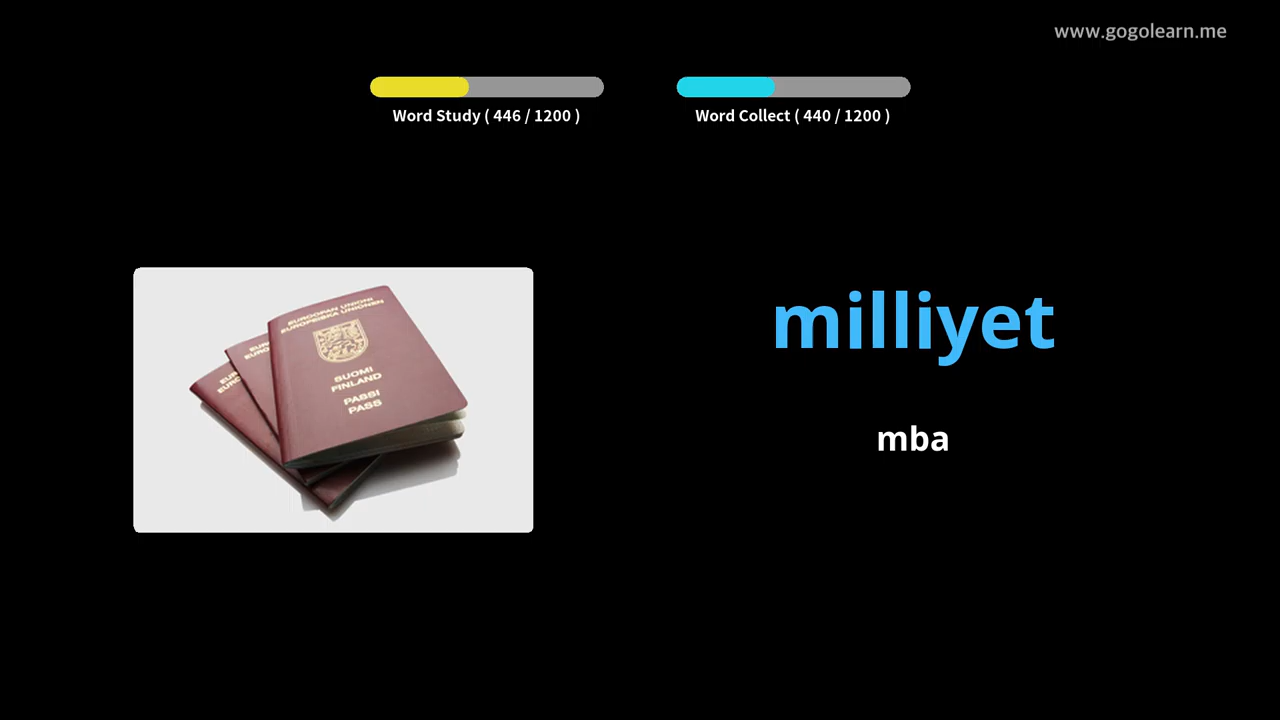 www.gogolearn.me
Word Study ( 446 / 1200 )
Word Collect ( 440 / 1200 )
EUROOPAN UNIONI
EUROPEISKA UNIONEN
SUOMI
FINLAND
PASSI
PASS
milliyet
mba